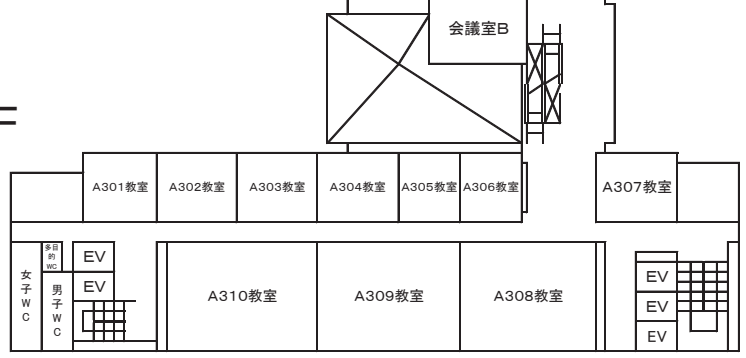 会議室B
A301教室
A302教室
A303教室
A304教室
A305教室
A306教室
A307教室
女子WC
多目
的
WC
男子WC
EV
EV
A310教室
A309教室
A308教室
EV
EV
EV